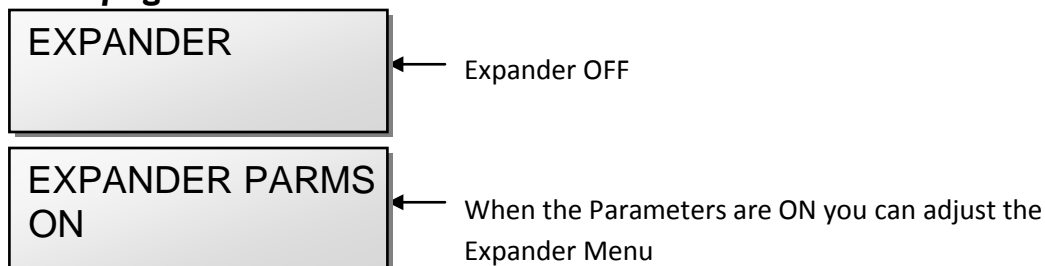 EXPANDER
Expander OFF
EXPANDER PARMS
ON
When the Parameters are ON you can adjust the
Expander Menu